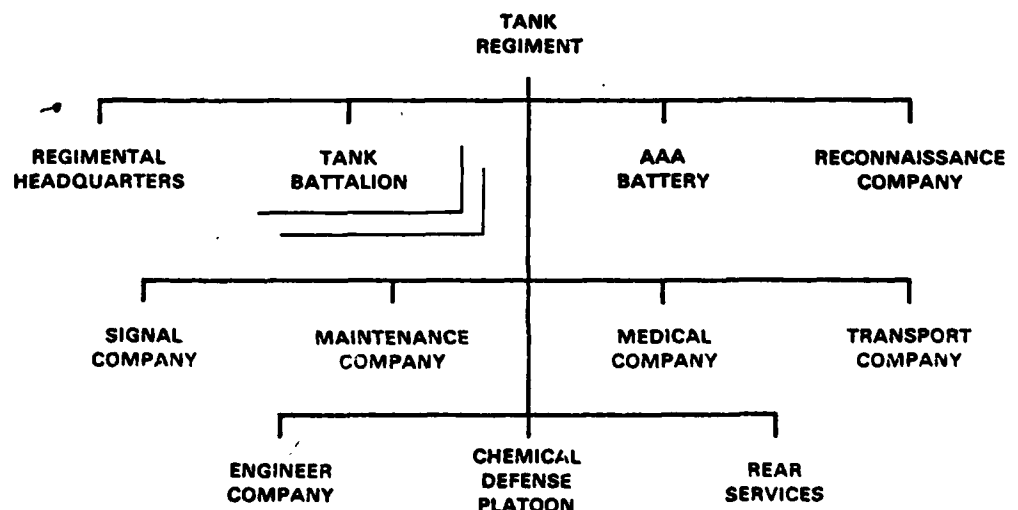 TANK
REGIMENT
REGIMENTAL
HEADQUARTERS
TANK
BATTALION
AAA
BATTERY
RECONNAISSANCE
COMPANY
SIGNAL
COMPANY
MAINTENANCE
COMPANY
MEDICAL
COMPANY
TRANSPORT
COMPANY
ENGINEER
COMPANY
CHEMICAL
DEFENSE
PLATOON
REAR
SERVICES